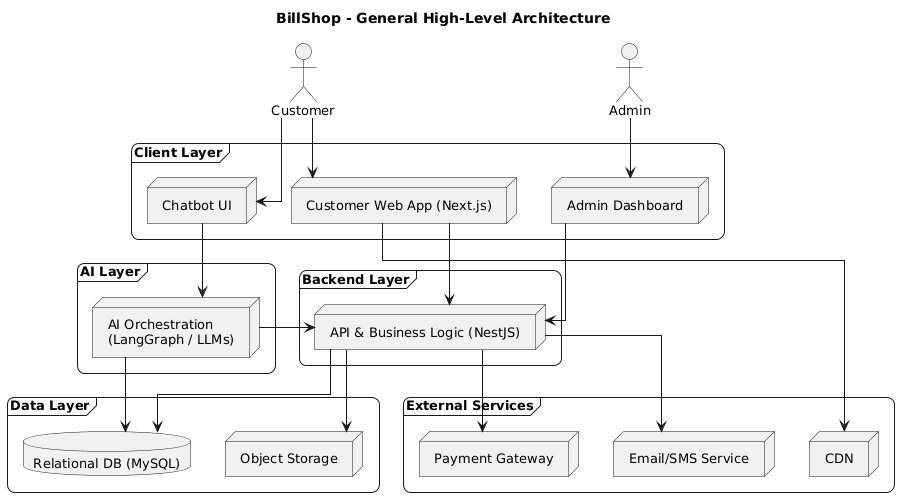 BillShop - General High-Level Architecture
Customer
Admin
Client Layer
Chatbot UI
Customer Web App (Next.js)
Admin Dashboard
AI Layer
Backend Layer
AI Orchestration
(LangGraph / LLMs)
API & Business Logic (NestJS)
Data Layer
External Services
Relational DB (MySQL)
Object Storage
Payment Gateway
Email/SMS Service
CDN